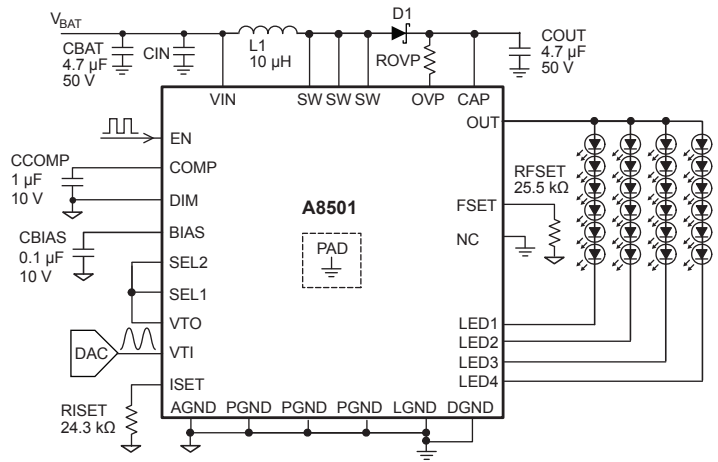 D1
VBAT
CBAT
4.7 µF
50 V
CIN
L1
10 µH
ROVP
COUT
4.7 µF
50 V
VIN
SW SW SW
OVP
CAP
OUT
EN
CCOMP
1 µF
10 V
COMP
DIM
RFSET
25.5 kΩ
A8501
FSET
CBIAS
0.1 µF
10 V
BIAS
PAD
NC
SEL2
SEL1
VTO
DAC
VTI
LED1
LED2
LED3
LED4
ISET
RISET
24.3 kΩ
AGND PGND PGND PGND LGND DGND